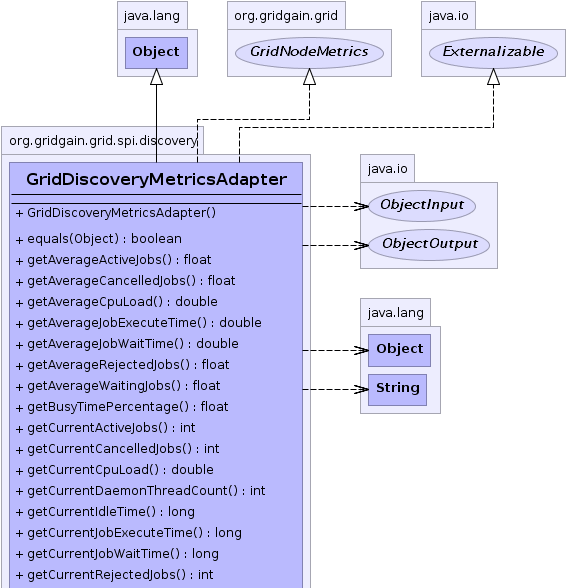 java.lang
Object
org.gridgain.grid
GridNodeMetrics
java.io
Externalizable
org.gridgain.grid.spi.discovery
GridDiscoveryMetricsAdapter
+ GridDiscoveryMetricsAdapter()
+ equals(Object) : boolean
+ getAverageActiveJobs() : float
+ getAverageCancelledJobs() : float
+ getAverageCpuLoad() : double
+ getAverageJobExecuteTime() : double
+ getAverageJobWaitTime() : double
+ getAverageRejectedJobs() : float
+ getAverageWaitingJobs() : float
+ getBusyTimePercentage() : float
+ getCurrentActiveJobs() : int
+ getCurrentCancelledJobs() : int
+ getCurrentCpuLoad() : double
+ getCurrentDaemonThreadCount() : int
+ getCurrentIdleTime() : long
+ getCurrentJobExecuteTime() : long
+ getCurrentJobWaitTime() : long
+ getCurrentRejectedJobs() : int
java.io
ObjectInput
ObjectOutput
java.lang
Object
String